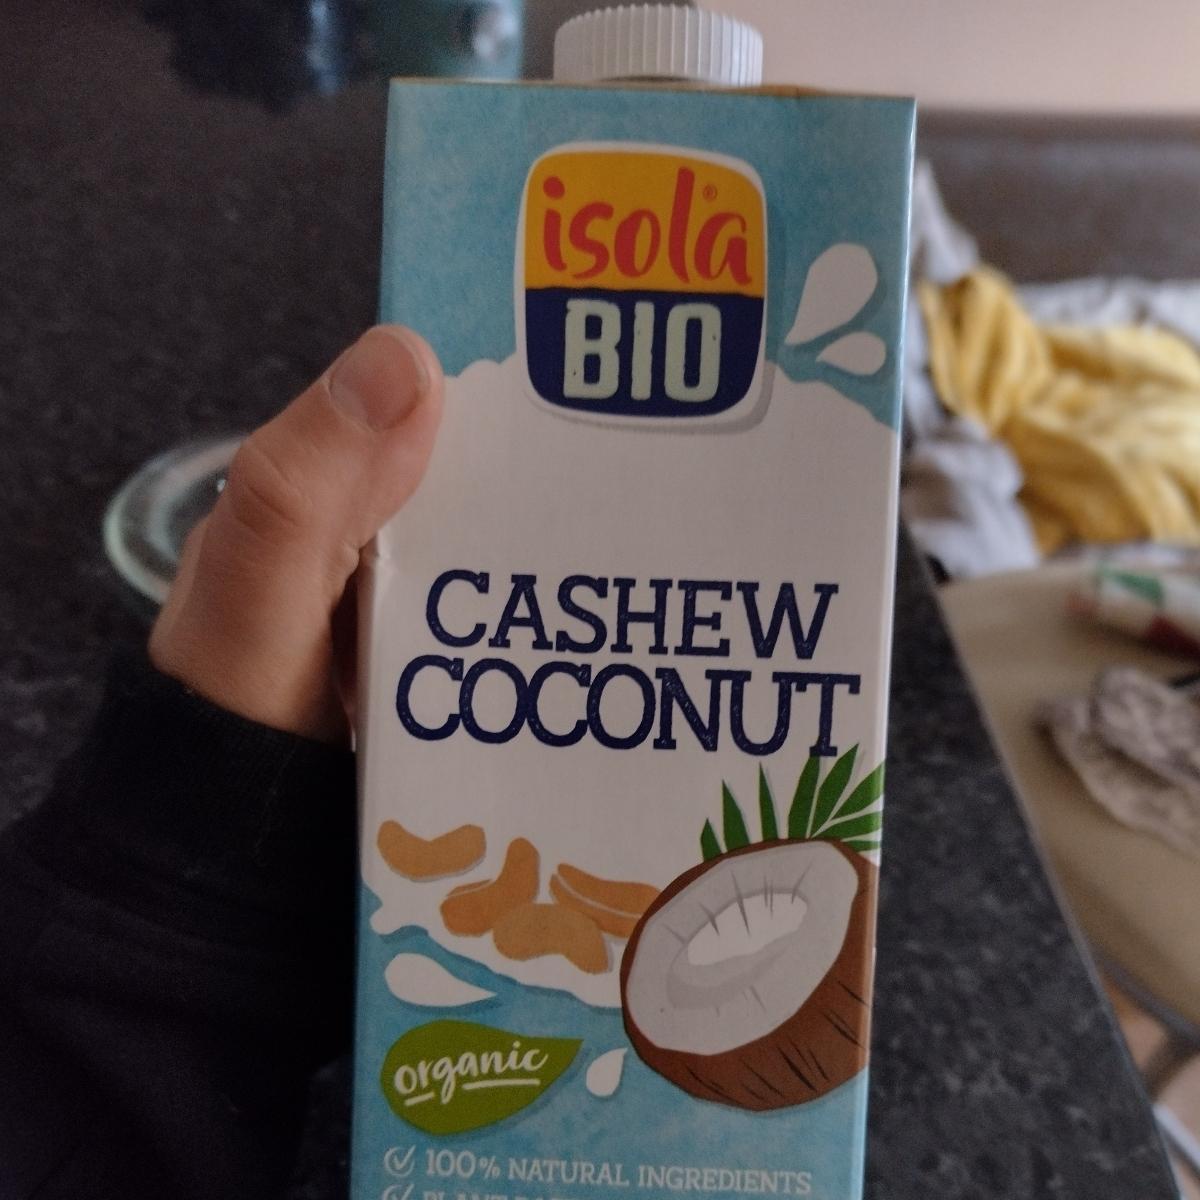 isola®
BIO
CASHEW
COCONUT
organic
100% NATURAL INGREDIENTS